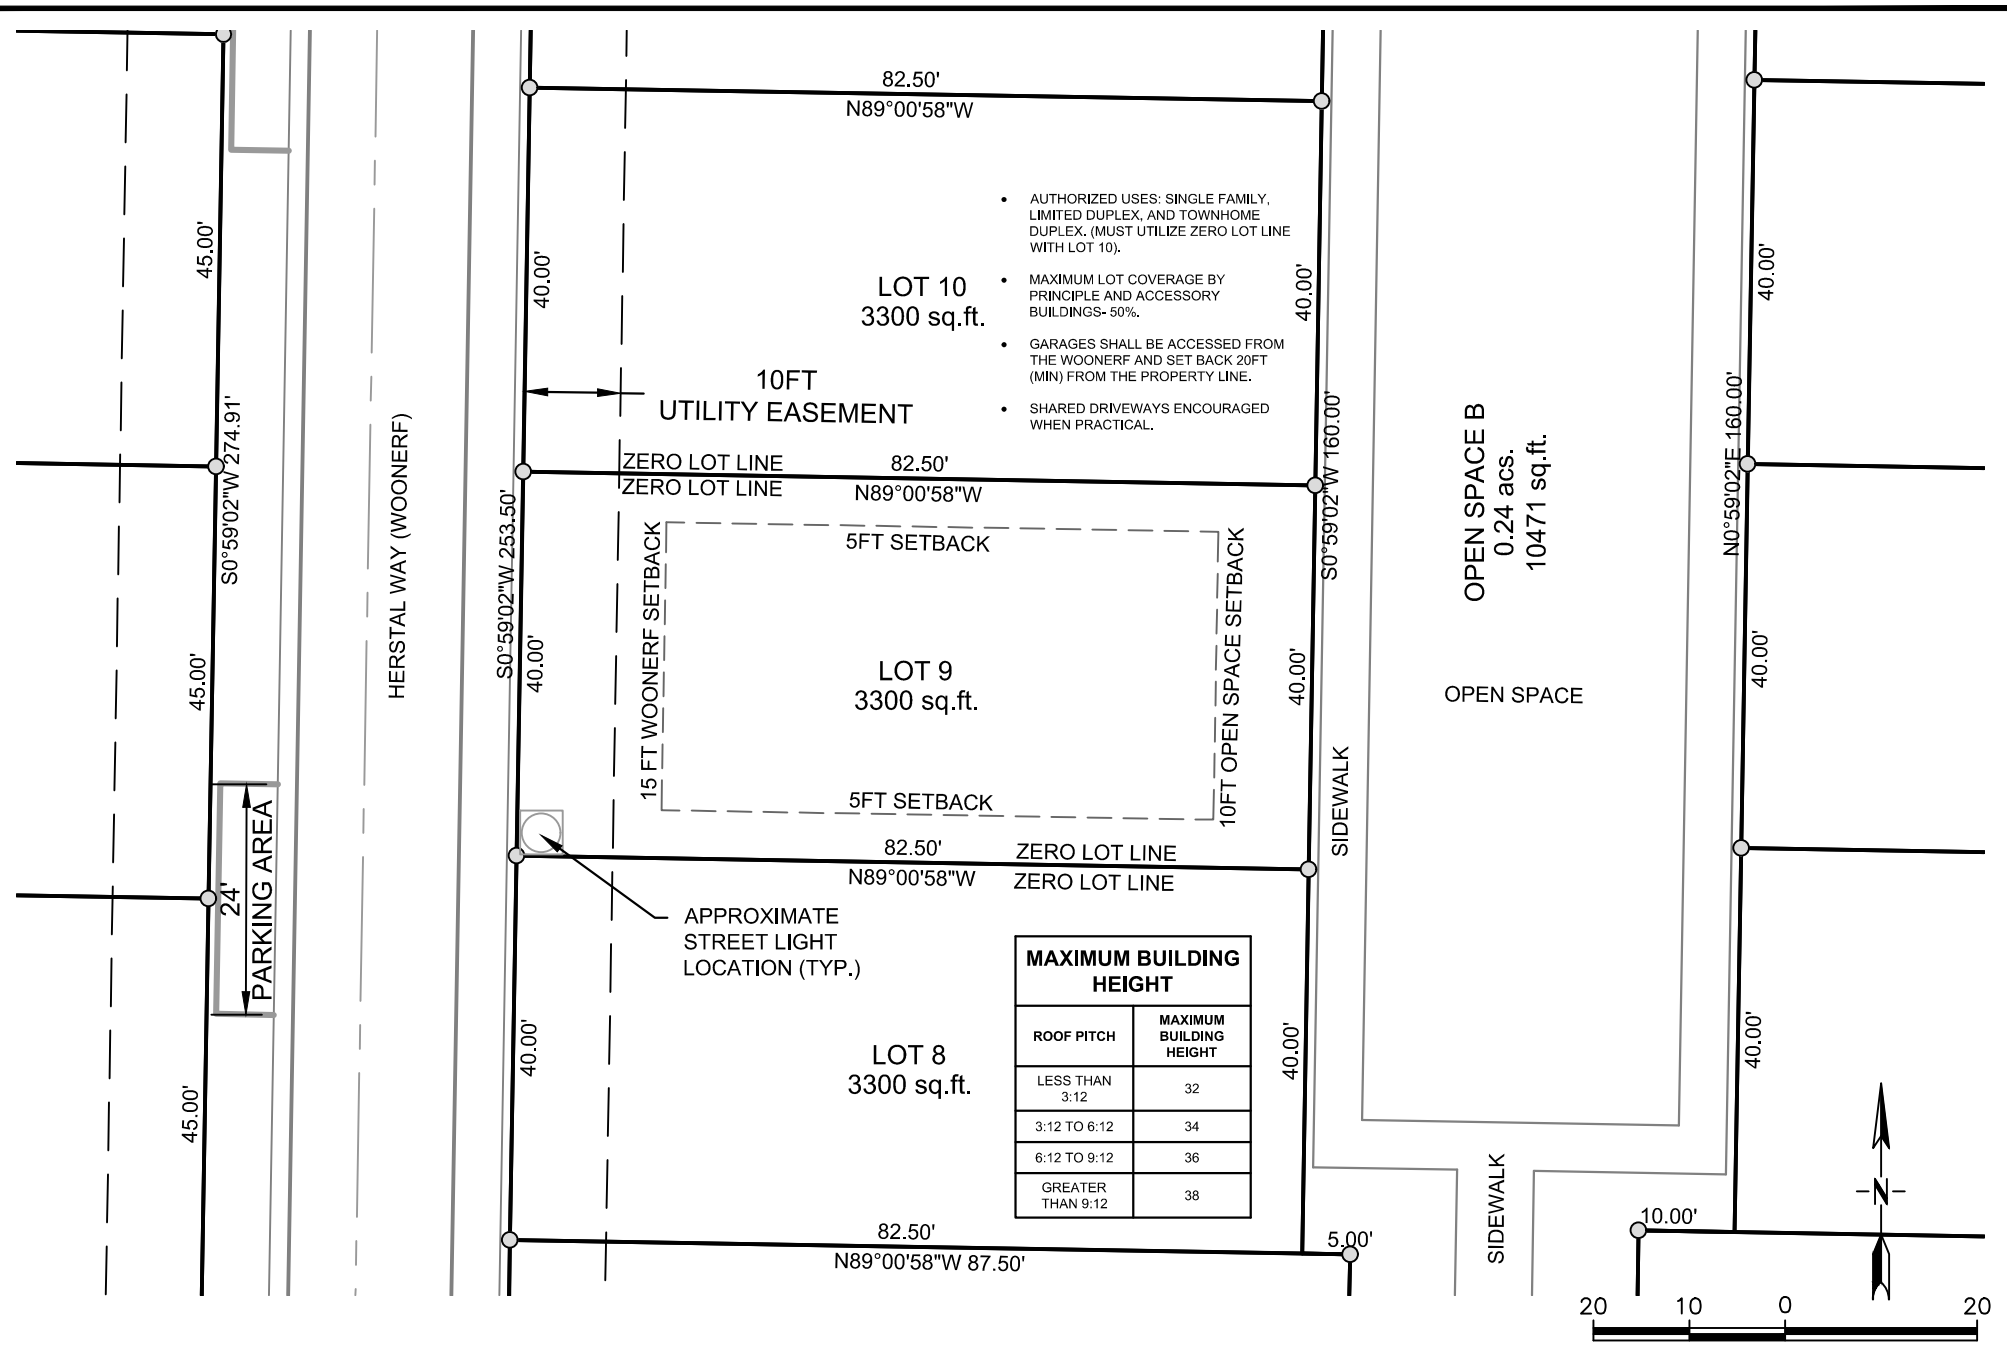 82.50'
N89°00'58"W
45.00'
40.00'
LOT 10
3300 sq.ft.
• AUTHORIZED USES: SINGLE FAMILY,
LIMITED DUPLEX, AND TOWNHOME
DUPLEX. (MUST UTILIZE ZERO LOT LINE
WITH LOT 10).
• MAXIMUM LOT COVERAGE BY
PRINCIPLE AND ACCESSORY
BUILDINGS- 50%.
• GARAGES SHALL BE ACCESSED FROM
THE WOONERF AND SET BACK 20FT
(MIN) FROM THE PROPERTY LINE.
• SHARED DRIVEWAYS ENCOURAGED
WHEN PRACTICAL.
40.00'
40.00'
10FT
UTILITY EASEMENT
S0°59'02"W 274.91'
HERSTAL WAY (WOONERF)
S0°59'02"W 253.50'
S0°59'02"W 160.00'
N0°59'02"E 160.00'
OPEN SPACE B
0.24 acs.
10471 sq.ft.
ZERO LOT LINE
82.50'
ZERO LOT LINE
N89°00'58"W
5FT SETBACK
15 FT WOONERF SETBACK
10FT OPEN SPACE SETBACK
45.00'
40.00'
LOT 9
3300 sq.ft.
40.00'
OPEN SPACE
40.00'
5FT SETBACK
SIDEWALK
24'
PARKING AREA
82.50'
ZERO LOT LINE
N89°00'58"W
ZERO LOT LINE
APPROXIMATE
STREET LIGHT
LOCATION (TYP.)
45.00'
40.00'
LOT 8
3300 sq.ft.
MAXIMUM BUILDING
HEIGHT
ROOF PITCH
MAXIMUM
BUILDING
HEIGHT
LESS THAN
3:12
32
3:12 TO 6:12
34
6:12 TO 9:12
36
GREATER
THAN 9:12
38
40.00'
40.00'
SIDEWALK
82.50'
N89°00'58"W 87.50'
5.00'
10.00'
N
20 10 0 20